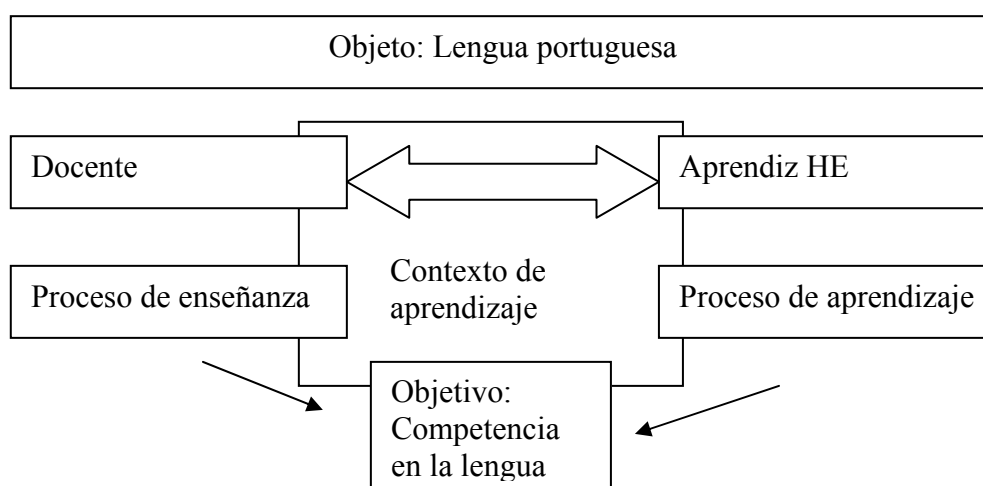 Objeto: Lengua portuguesa
Docente
Aprendiz HE
Contexto de
aprendizaje
Proceso de enseñanza
Proceso de aprendizaje
Objetivo:
Competencia
en la lengua